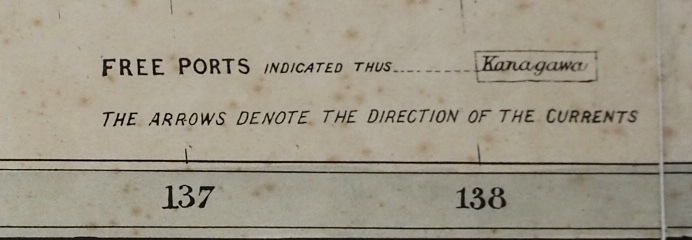 FREE PORTS INDICATED THUS........... Kanagawa
THE ARROWS DENOTE THE DIRECTION OF THE CURRENTS
137 138